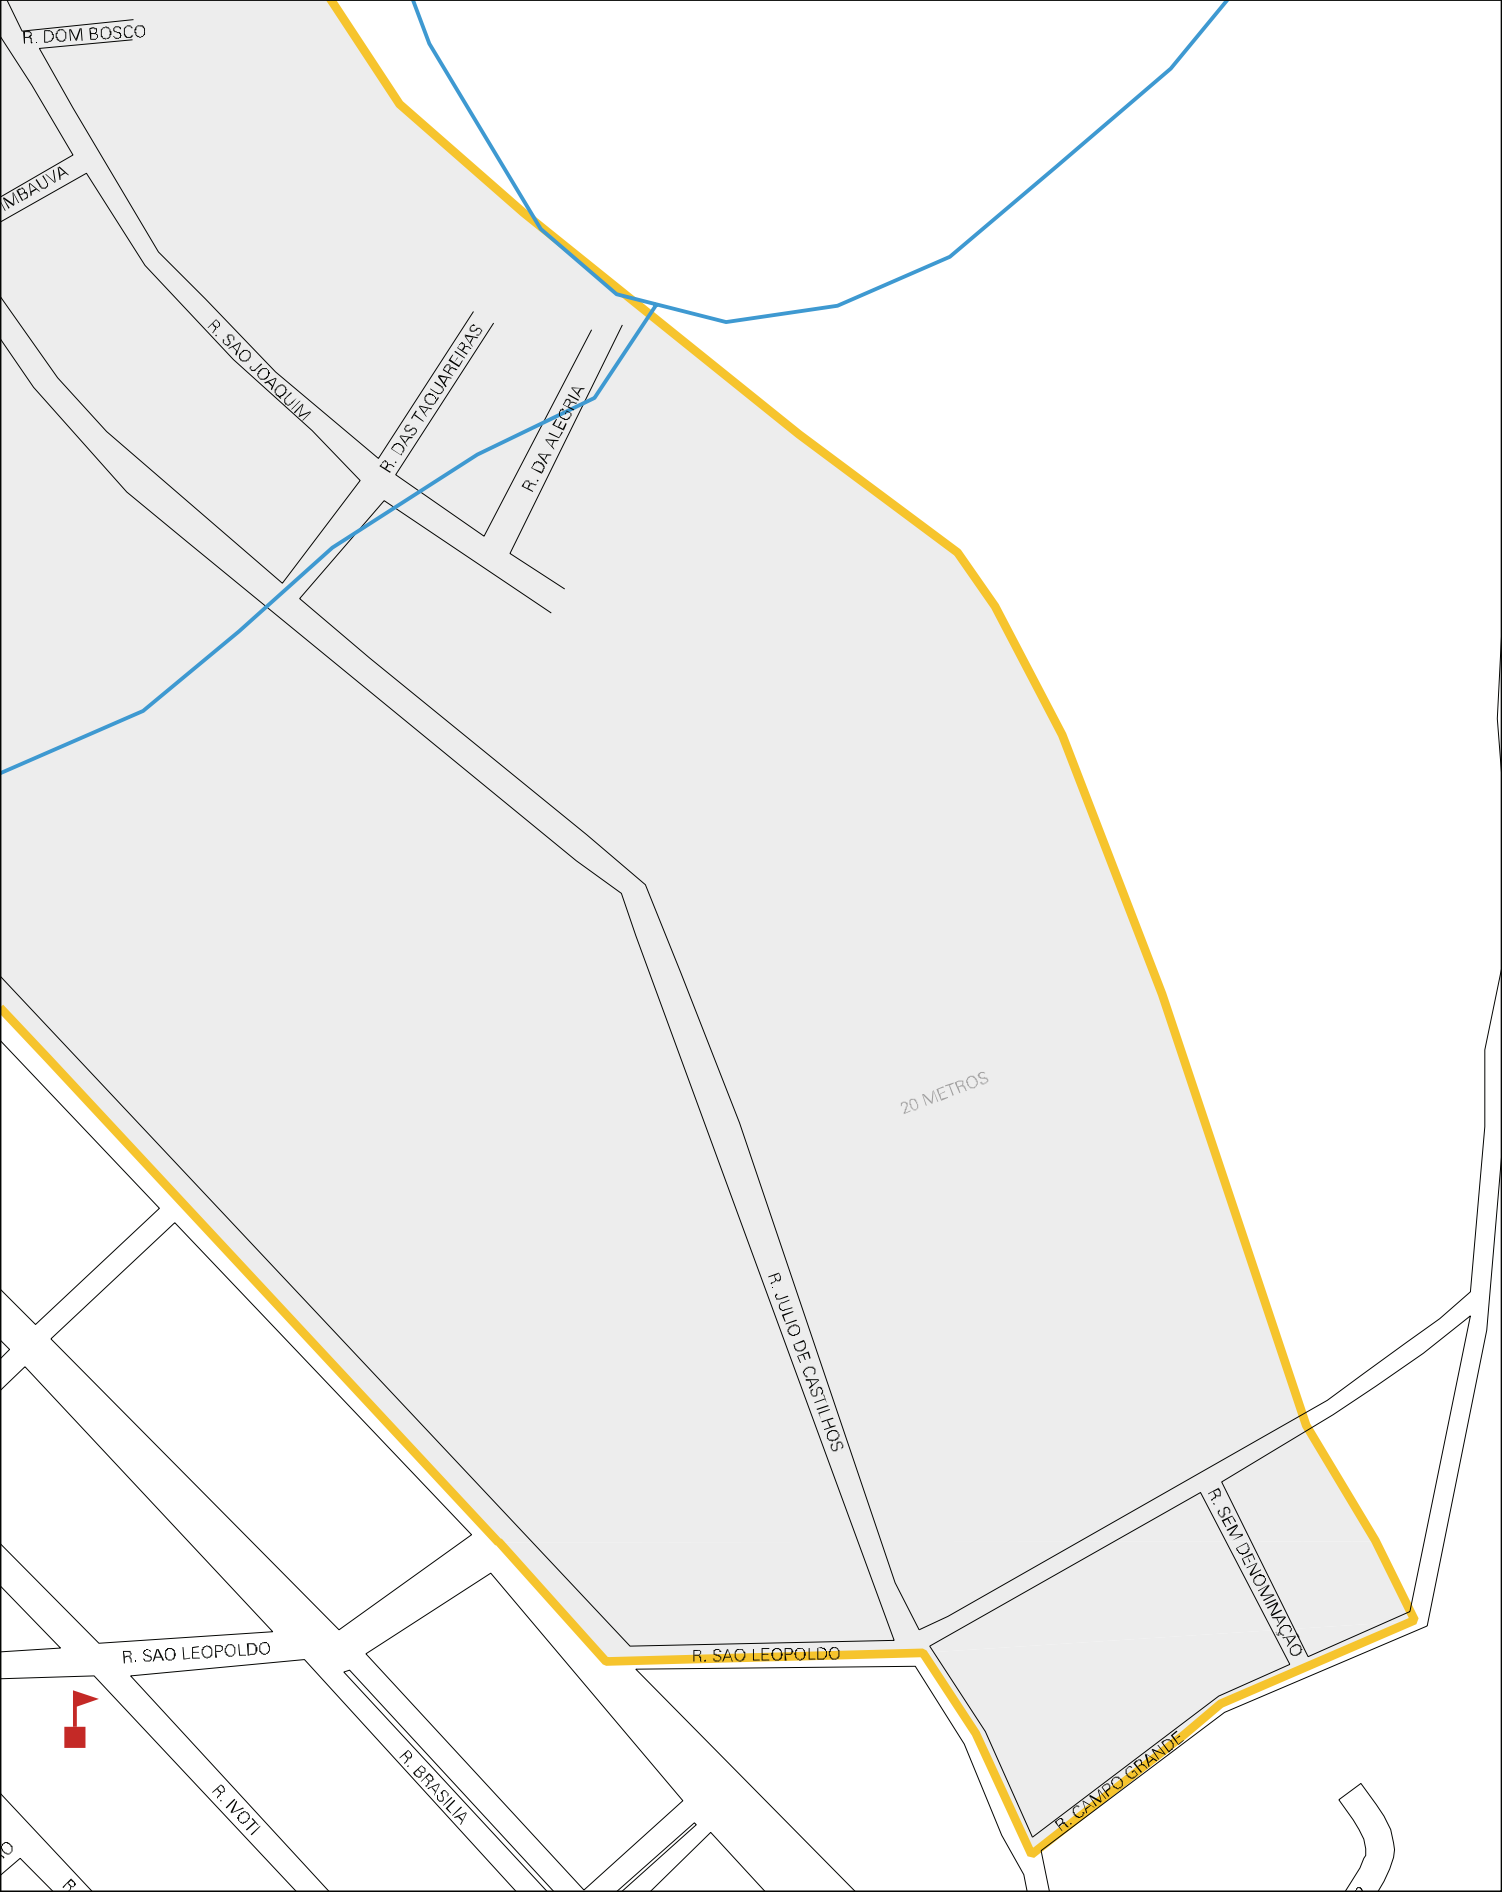 R. DOM BOSCO
IMBAUVA
R. SAO JOAQUIM
R. DAS TAQUAREIRAS
R. DA ALEGRIA
20 METROS
R. JULIO DE CASTILHOS
R. SEM DENOMINAÇAO
R. SAO LEOPOLDO
R. SAO LEOPOLDO
R. CAMPO GRANDE
R. BRASILIA
R. IVOTI
O
R